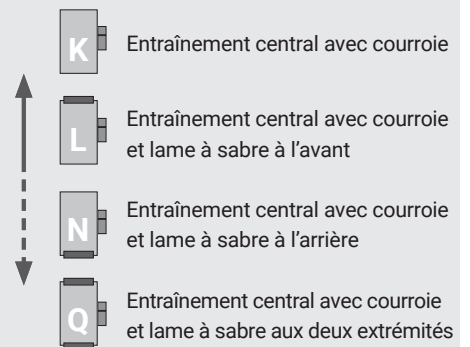 K
Entraînement central avec courroie
L
Entraînement central avec courroie
et lame à sabre à l’avant
N
Entraînement central avec courroie
et lame à sabre à l’arrière
Q
Entraînement central avec courroie
et lame à sabre aux deux extrémités